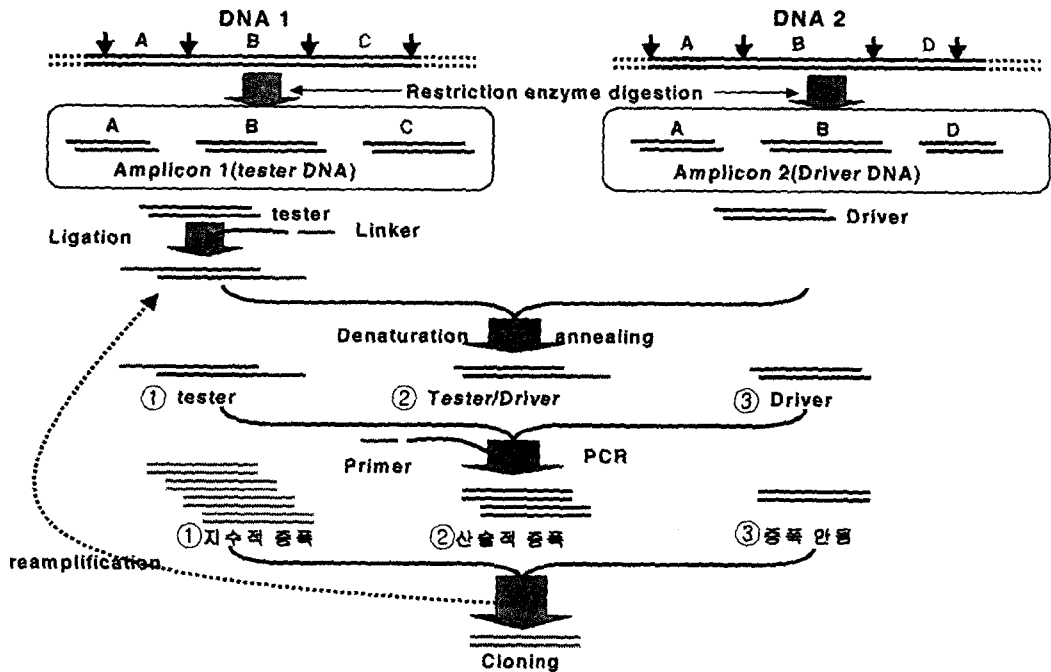 DNA 1 DNA 2
A B C A B D
Restriction enzyme digestion
A B C A B D
Amplicon 1(tester DNA) Amplicon 2(Driver DNA)
tester Driver
Ligation Linker
Denaturation annealing
① tester ② Tester/Driver ③ Driver
Primer PCR
①지수적 증폭 ②산술적 증폭 ③증폭 안됨
reamplification
Cloning